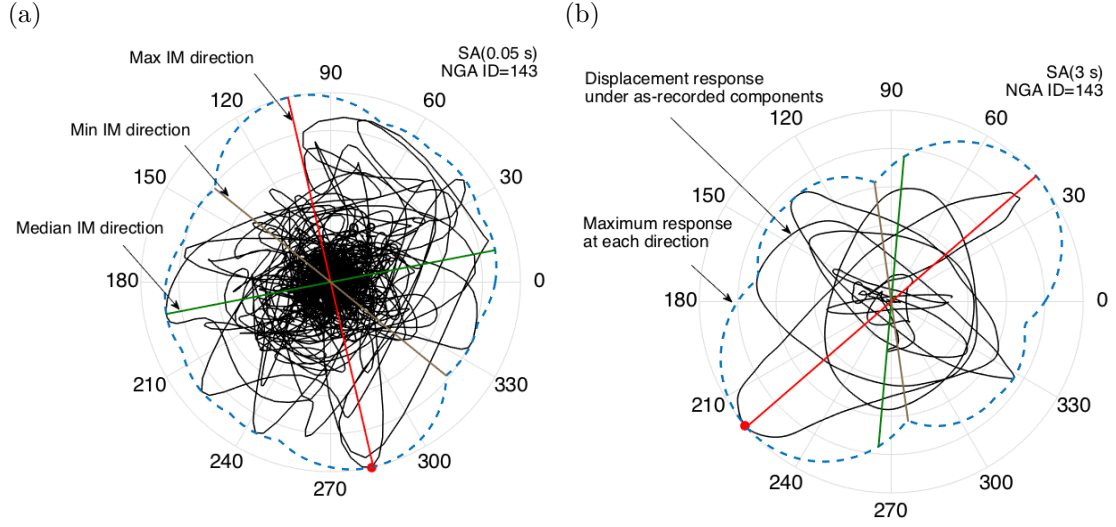 (a)
Max IM direction
SA(0.05 s)
NGA ID=143
Min IM direction
Median IM direction
90
120
60
150
30
180
0
210
330
240
300
270
(b)
Displacement response
under as-recorded components
SA(3 s)
NGA ID=143
Maximum response
at each direction
90
120
60
150
30
180
0
210
330
240
300
270